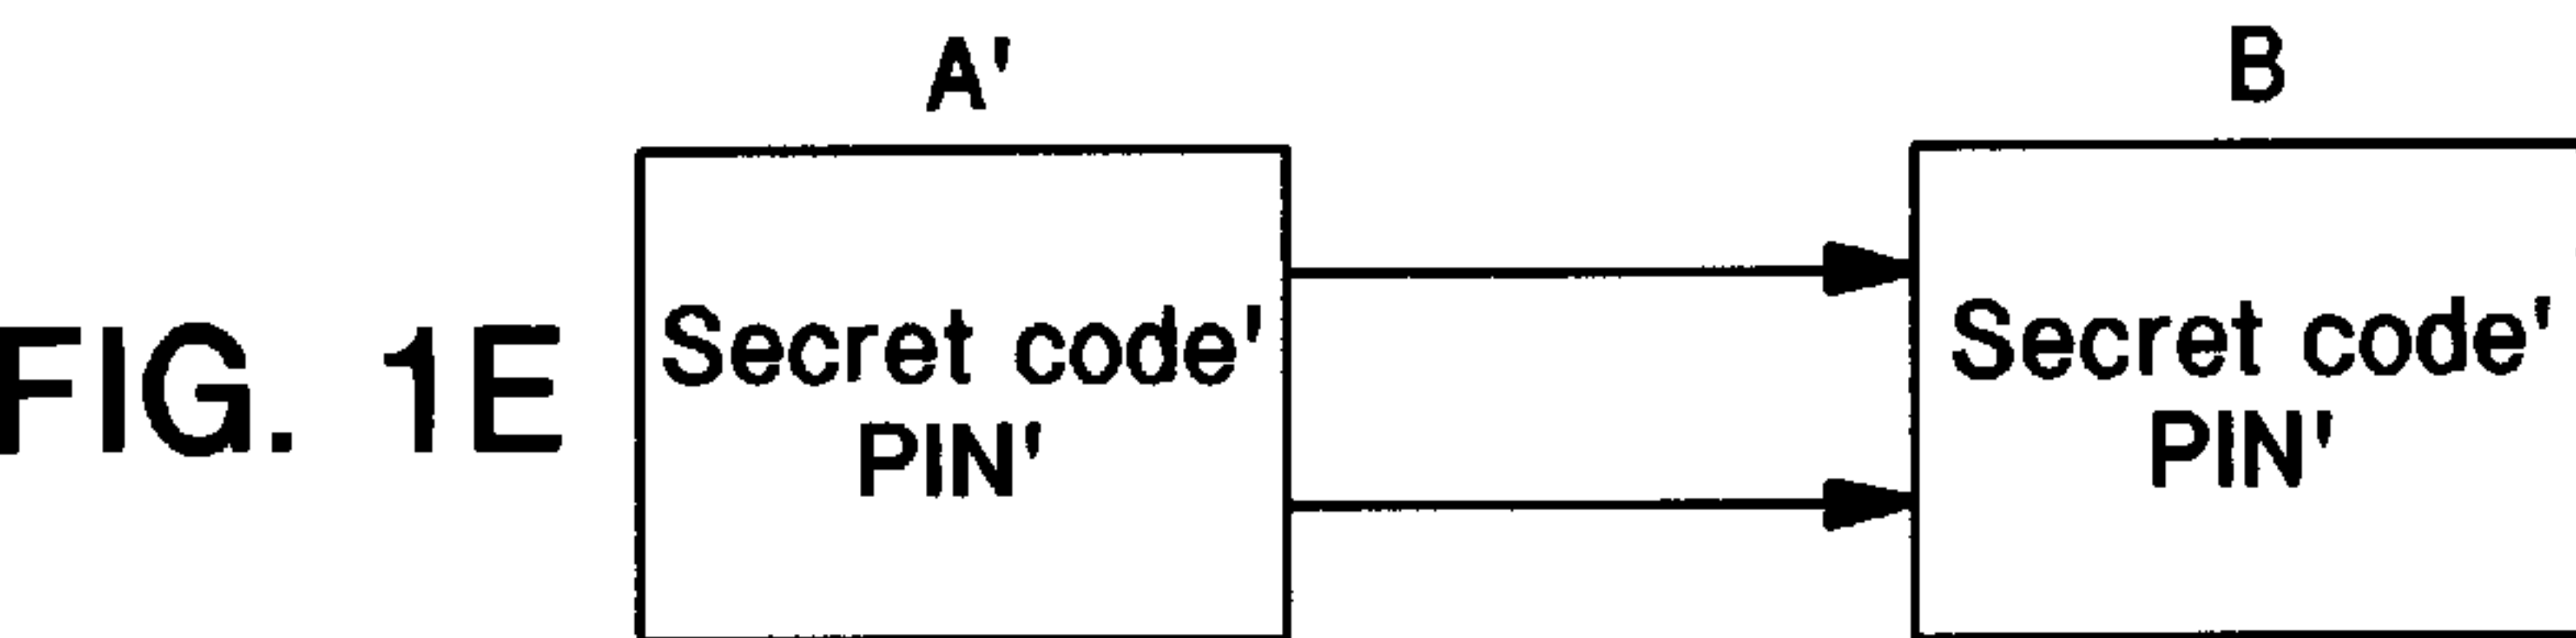 A'
B
FIG. 1E
Secret code'
PIN'
Secret code'
PIN'